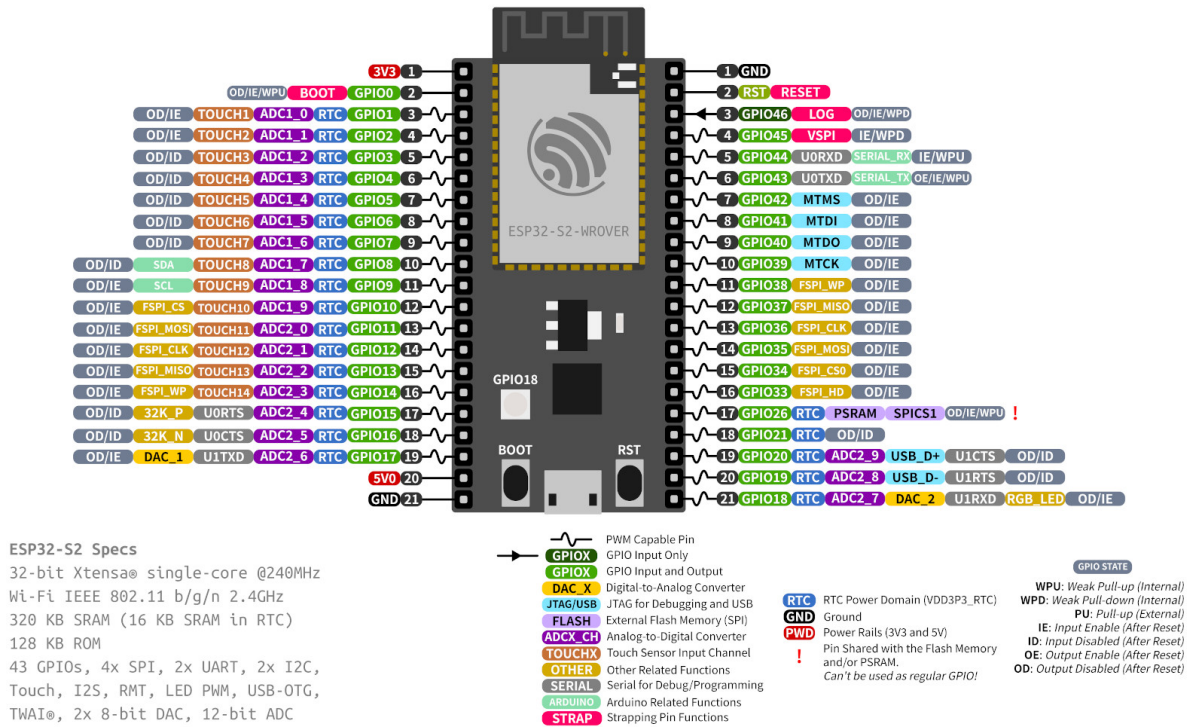 3V3 1
OD/IE/WPU BOOT GPIO0 2
OD/IE TOUCH1 ADC1_0 RTC GPIO1 3
OD/IE TOUCH2 ADC1_1 RTC GPIO2 4
OD/ID TOUCH3 ADC1_2 RTC GPIO3 5
OD/ID TOUCH4 ADC1_3 RTC GPIO4 6
OD/ID TOUCH5 ADC1_4 RTC GPIO5 7
OD/ID TOUCH6 ADC1_5 RTC GPIO6 8
OD/ID TOUCH7 ADC1_6 RTC GPIO7 9
OD/ID SDA TOUCH8 ADC1_7 RTC GPIO8 10
OD/IE SCL TOUCH9 ADC1_8 RTC GPIO9 11
OD/IE FSPI_CS TOUCH10 ADC1_9 RTC GPIO10 12
OD/IE FSPI_MOSI TOUCH11 ADC2_0 RTC GPIO11 13
OD/IE FSPI_CLK TOUCH12 ADC2_1 RTC GPIO12 14
OD/IE FSPI_MISO TOUCH13 ADC2_2 RTC GPIO13 15
OD/IE FSPI_WP TOUCH14 ADC2_3 RTC GPIO14 16
OD/ID 32K_P U0RTS ADC2_4 RTC GPIO15 17
OD/ID 32K_N U0CTS ADC2_5 RTC GPIO16 18
OD/IE DAC_1 U1TXD ADC2_6 RTC GPIO17 19
5V0 20
GND 21
ESP32-S2-WROVER
GPIO18
BOOT
RST
1 GND
2 RST RESET
3 GPIO46 LOG OD/IE/WPD
4 GPIO45 VSPI IE/WPD
5 GPIO44 U0RXD SERIAL_RX IE/WPU
6 GPIO43 U0TXD SERIAL_TX OE/IE/WPU
7 GPIO42 MTMS OD/IE
8 GPIO41 MTDI OD/IE
9 GPIO40 MTDO OD/IE
10 GPIO39 MTCK OD/IE
11 GPIO38 FSPI_WP OD/IE
12 GPIO37 FSPI_MISO OD/IE
13 GPIO36 FSPI_CLK OD/IE
14 GPIO35 FSPI_MOSI OD/IE
15 GPIO34 FSPI_CS0 OD/IE
16 GPIO33 FSPI_HD OD/IE
17 GPIO26 RTC PSRAM SPICS1 OD/IE/WPU !
18 GPIO21 RTC OD/ID
19 GPIO20 RTC ADC2_9 USB_D+ U1CTS OD/ID
20 GPIO19 RTC ADC2_8 USB_D- U1RTS OD/ID
21 GPIO18 RTC ADC2_7 DAC_2 U1RXD RGB_LED OD/IE
ESP32-S2 Specs
32-bit Xtensa® single-core @240MHz
Wi-Fi IEEE 802.11 b/g/n 2.4GHz
320 KB SRAM (16 KB SRAM in RTC)
128 KB ROM
43 GPIOs, 4x SPI, 2x UART, 2x I2C,
Touch, I2S, RMT, LED PWM, USB-OTG,
TWAI®, 2x 8-bit DAC, 12-bit ADC
PWM Capable Pin
GPIOX GPIO Input Only
GPIOX GPIO Input and Output
DAC_X Digital-to-Analog Converter
JTAG/USB JTAG for Debugging and USB
FLASH External Flash Memory (SPI)
ADCX_CH Analog-to-Digital Converter
TOUCHX Touch Sensor Input Channel
OTHER Other Related Functions
SERIAL Serial for Debug/Programming
ARDUINO Arduino Related Functions
STRAP Strapping Pin Functions
RTC RTC Power Domain (VDD3P3_RTC)
GND Ground
PWD Power Rails (3V3 and 5V)
! Pin Shared with the Flash Memory
and/or PSRAM.
Can't be used as regular GPIO!
GPIO STATE
WPU: Weak Pull-up (Internal)
WPD: Weak Pull-down (Internal)
PU: Pull-up (External)
IE: Input Enable (After Reset)
ID: Input Disabled (After Reset)
OE: Output Enable (After Reset)
OD: Output Disabled (After Reset)